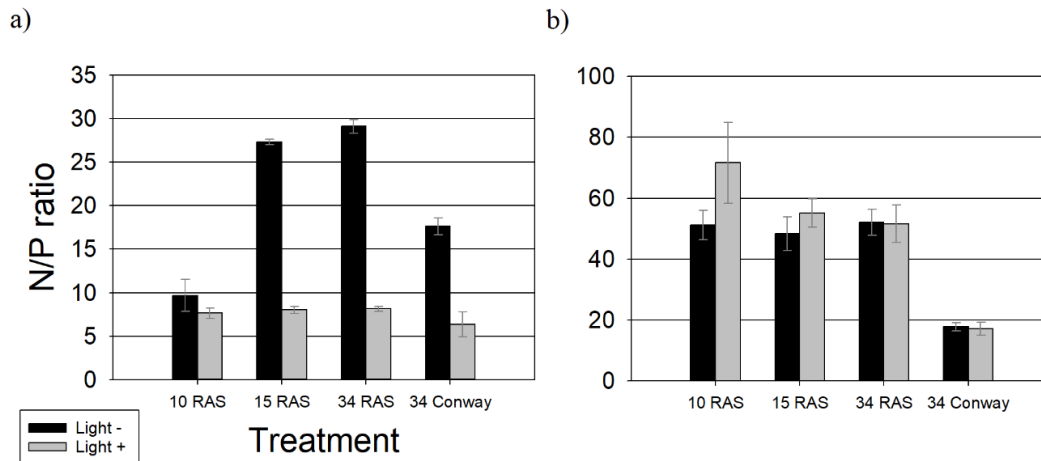 a)
35
30
25
20
15
10
5
0
N/P ratio
10 RAS 15 RAS 34 RAS 34 Conway
Treatment
Light -
Light +
b)
100
80
60
40
20
0
10 RAS 15 RAS 34 RAS 34 Conway